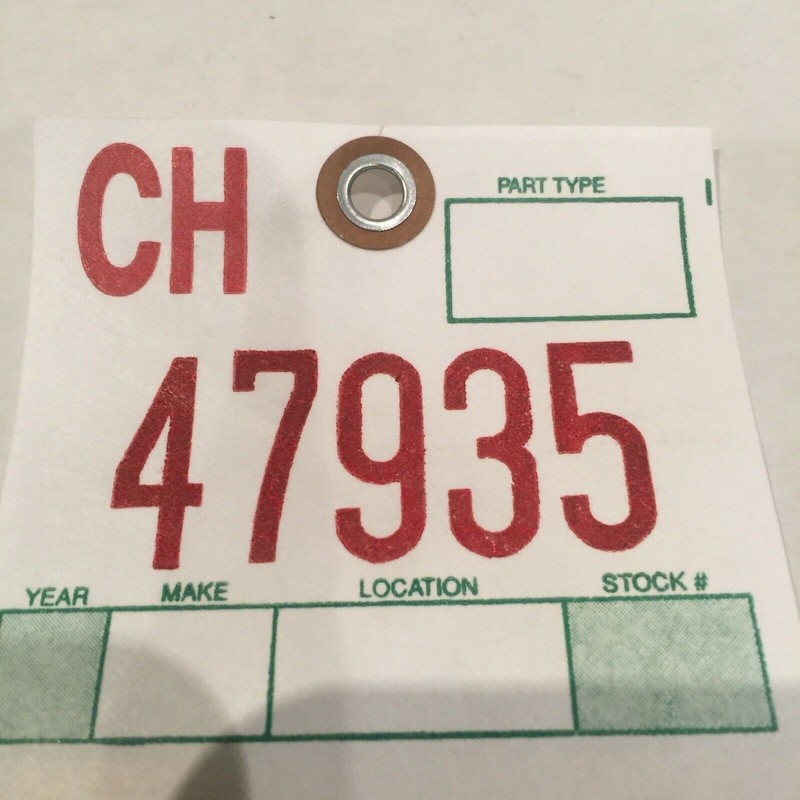 CH
PART TYPE
47935
YEAR MAKE LOCATION STOCK #